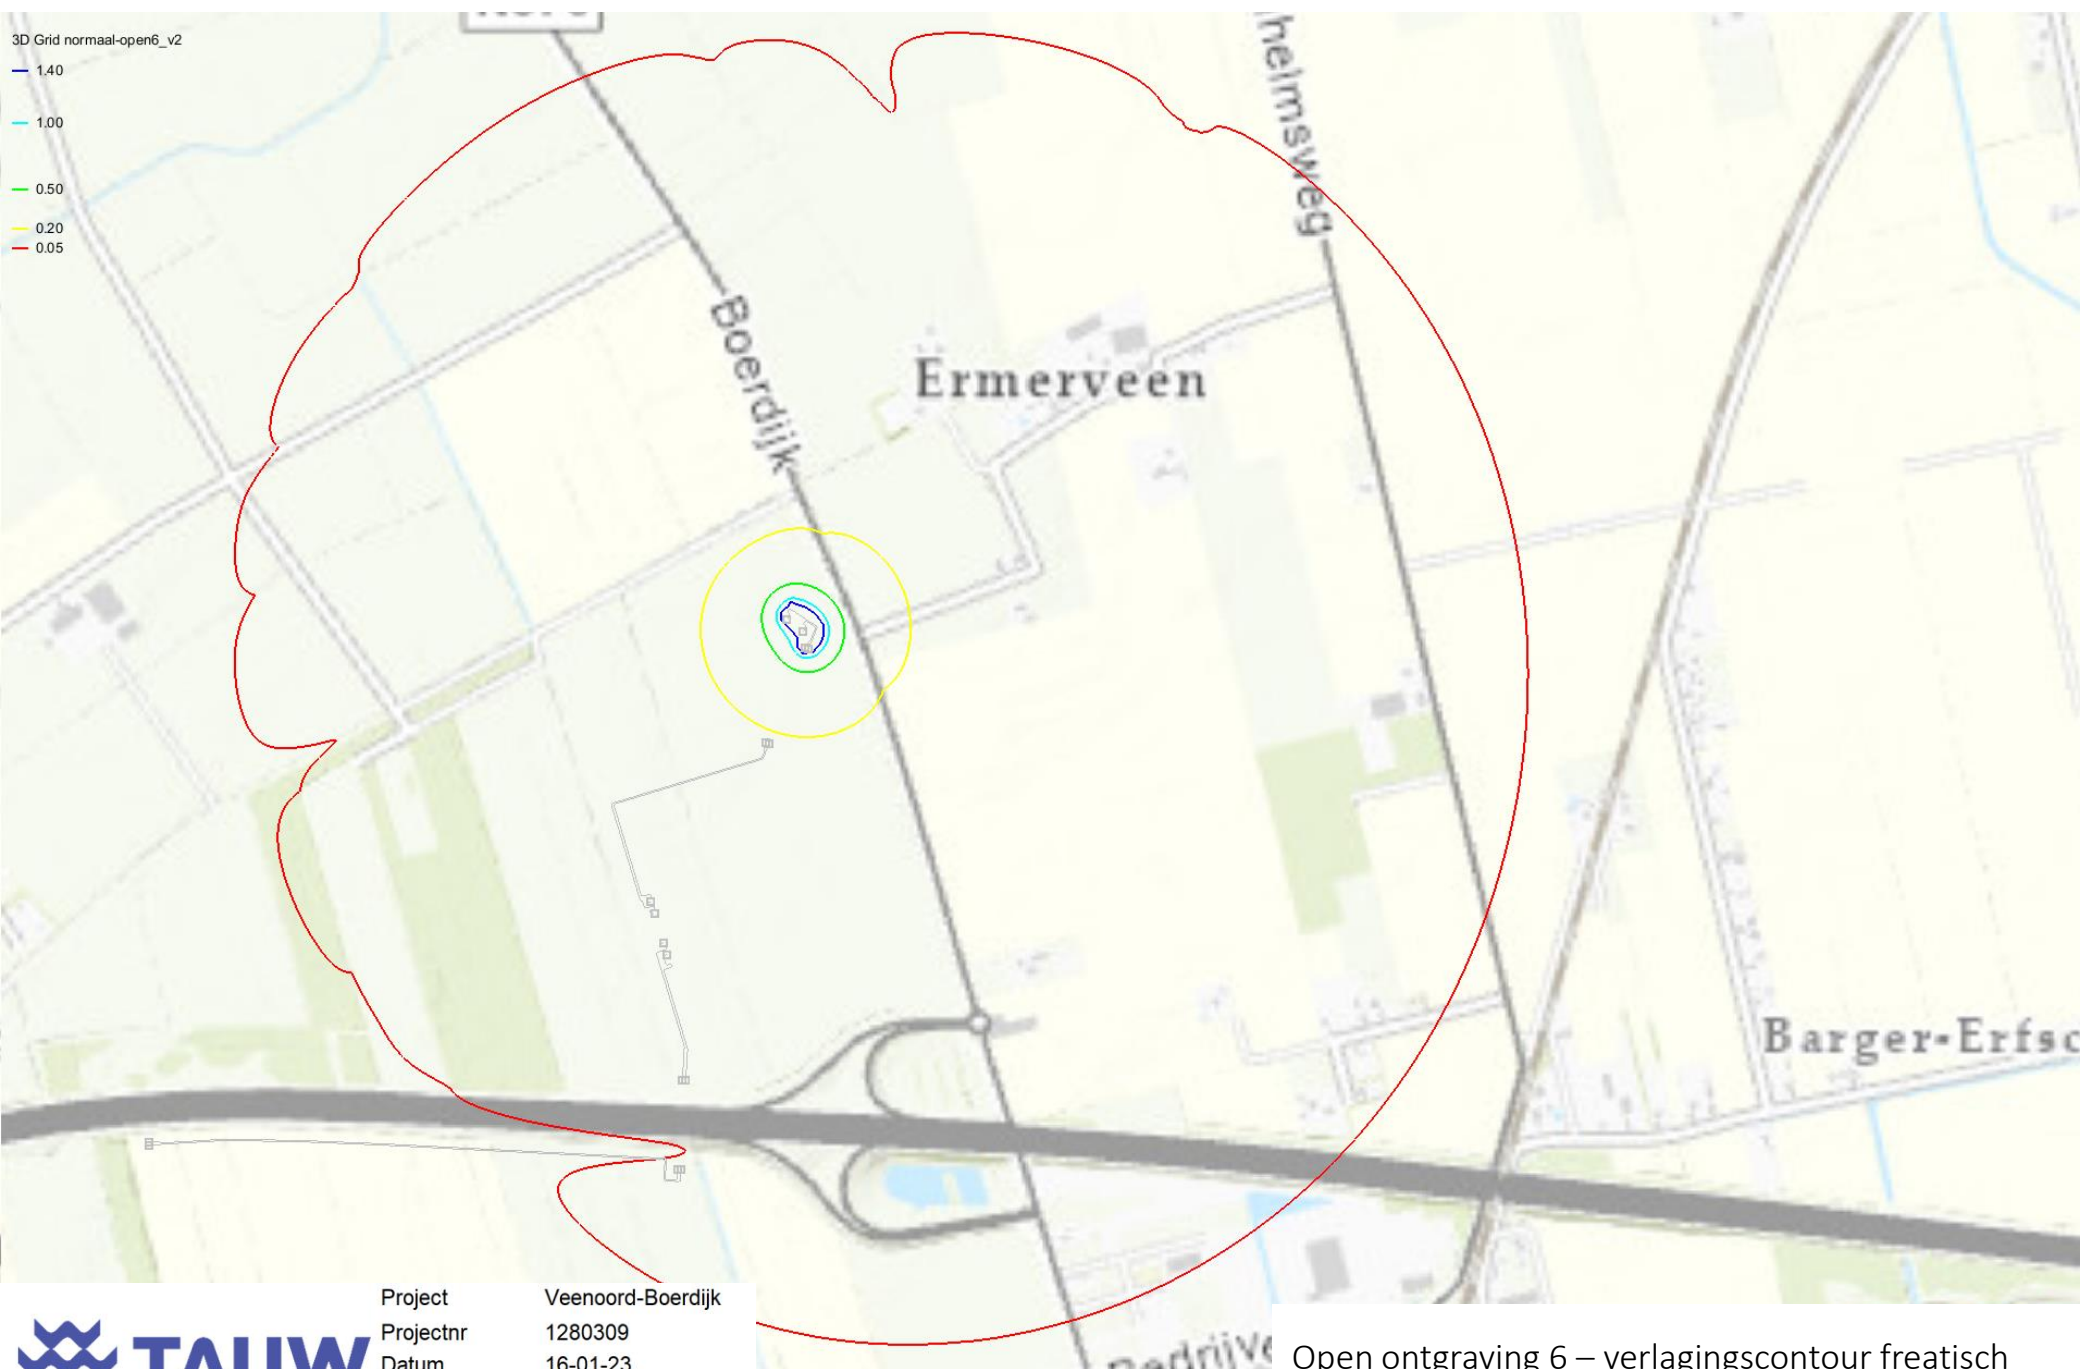 3D Grid normaal-open6_v2
1.40
1.00
0.50
0.20
0.05
helmsweg
Boerdijk
Ermerveen
Barger-Erfsc
Project Veenoord-Boerdijk
Projectnr 1280309
Datum 16-01-23
TAUW
Open ontgraving 6 – verlagingscontour freatisch